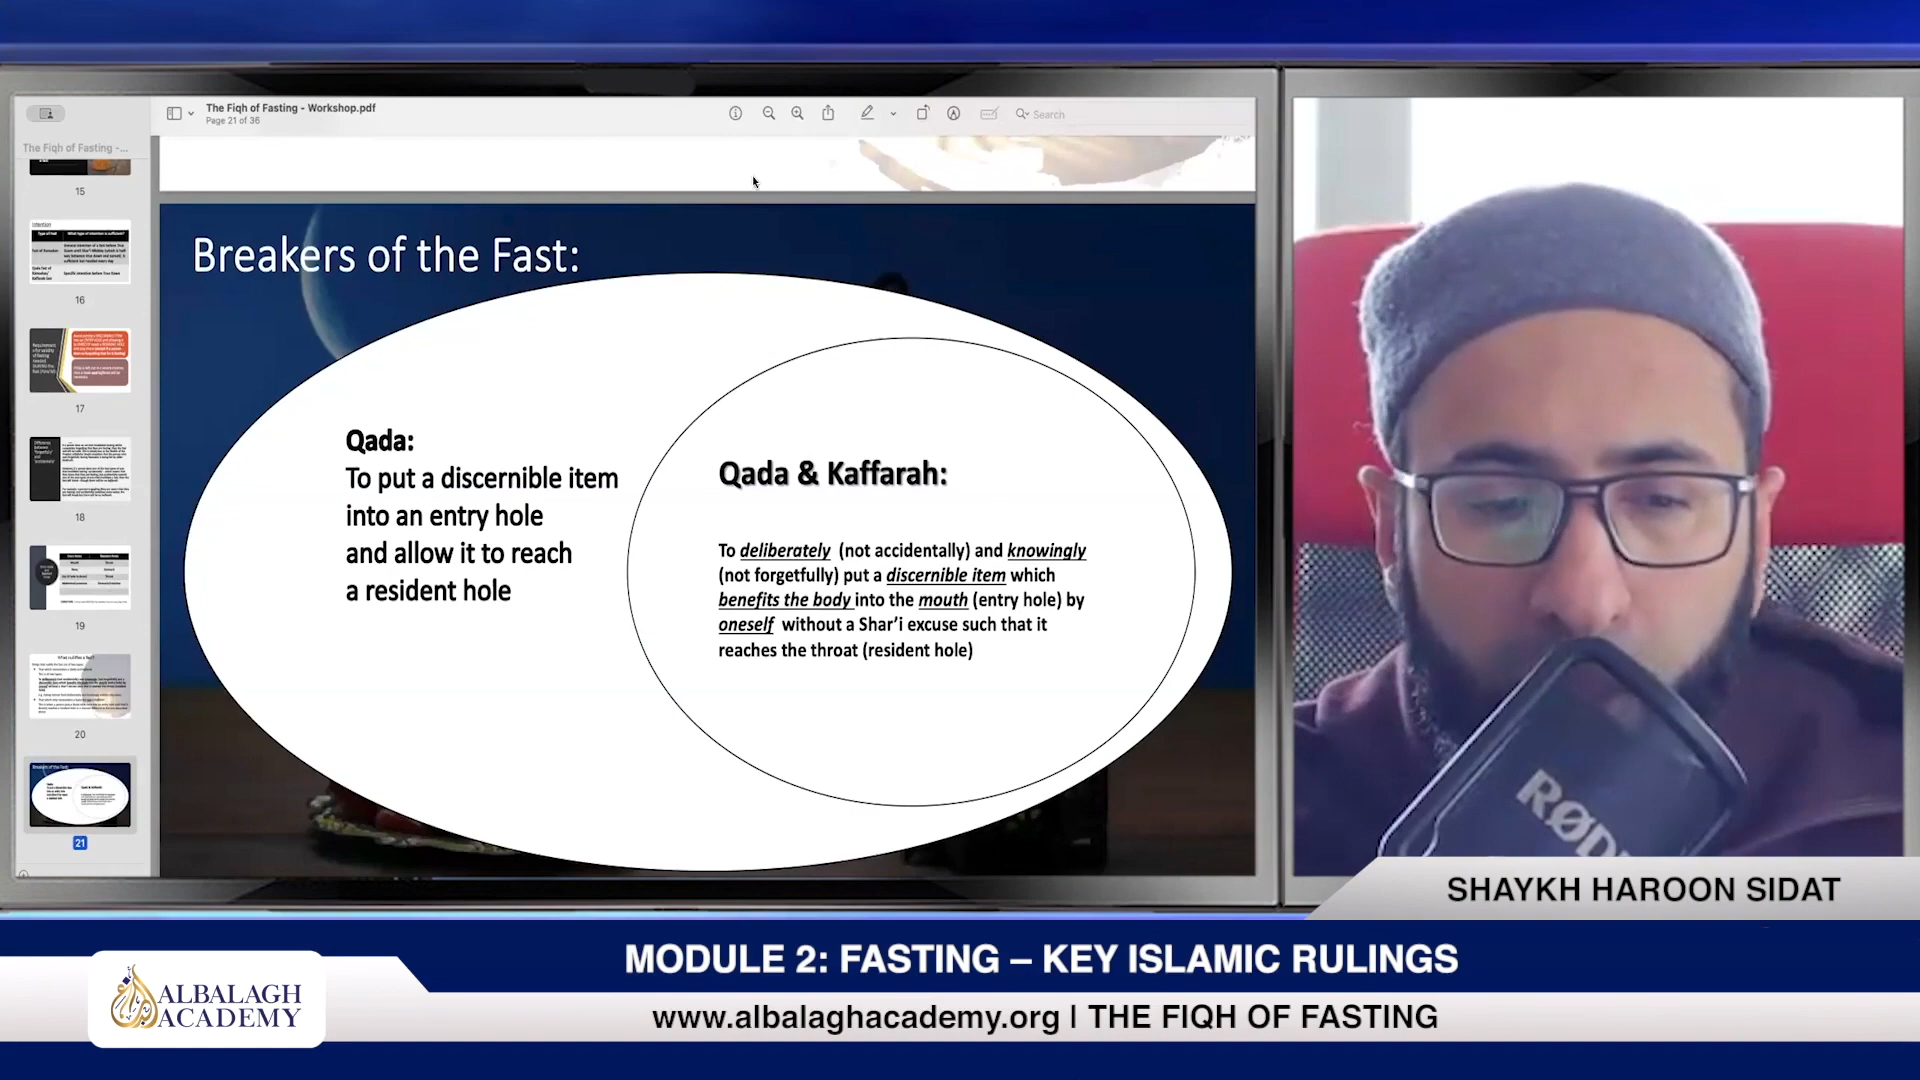 The Fiqh of Fasting - Workshop.pdf
Page 21 of 36
Search
The Fiqh of Fasting -...
15
Intention
16
17
18
19
20
21
Breakers of the Fast:
Qada:
To put a discernible item
into an entry hole
and allow it to reach
a resident hole
Qada & Kaffarah:
To deliberately (not accidentally) and knowingly
(not forgetfully) put a discernible item which
benefits the body into the mouth (entry hole) by
oneself without a Shar’i excuse such that it
reaches the throat (resident hole)
RØD
SHAYKH HAROON SIDAT
MODULE 2: FASTING – KEY ISLAMIC RULINGS
ALBALAGH
ACADEMY
www.albalaghacademy.org | THE FIQH OF FASTING